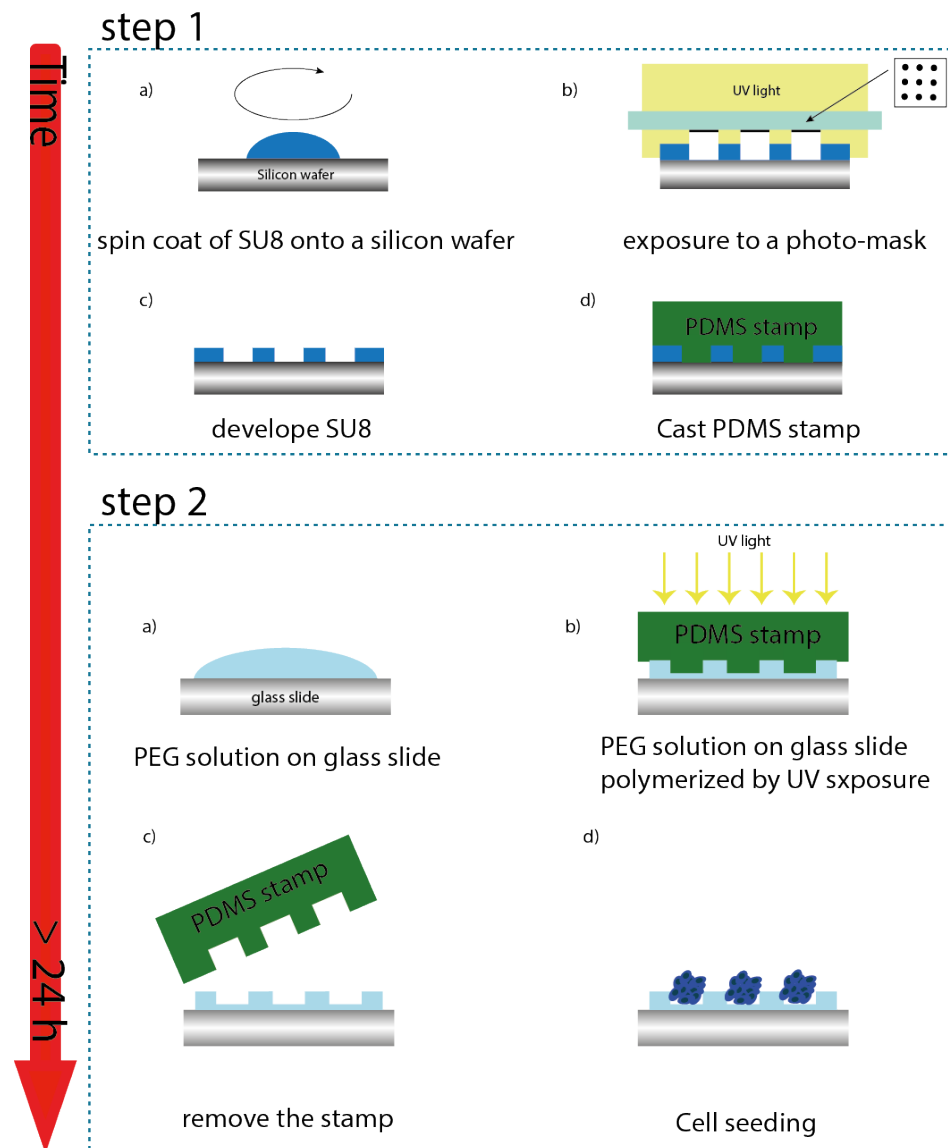 step 1
Time
a)
Silicon wafer
spin coat of SU8 onto a silicon wafer
b)
UV light
exposure to a photo-mask
c)
develope SU8
d)
PDMS stamp
Cast PDMS stamp
step 2
a)
glass slide
PEG solution on glass slide
UV light
b)
PDMS stamp
PEG solution on glass slide
polymerized by UV sxposure
c)
PDMS stamp
remove the stamp
d)
Cell seeding
> 24 h